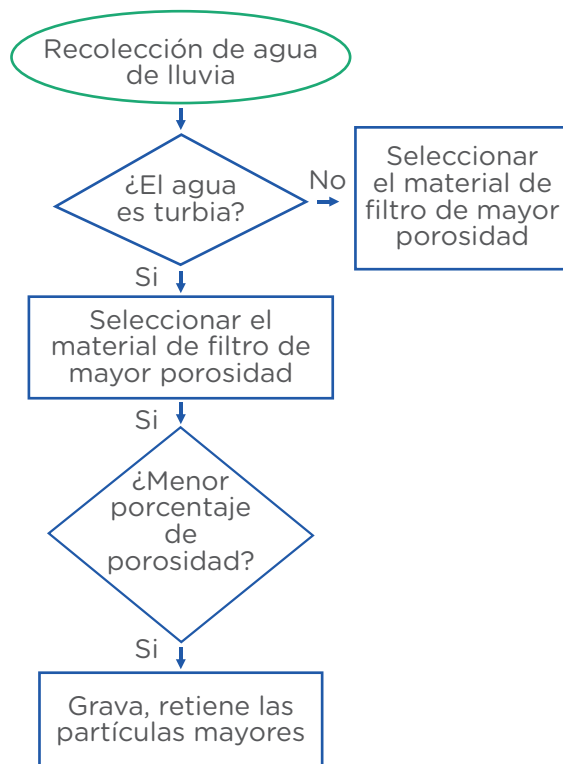 Recolección de agua
de lluvia
¿El agua
es turbia?
No
Seleccionar
el material de
filtro de mayor
porosidad
Si
Seleccionar el
material de filtro de
mayor porosidad
Si
¿Menor
porcentaje
de
porosidad?
Si
Grava, retiene las
partículas mayores